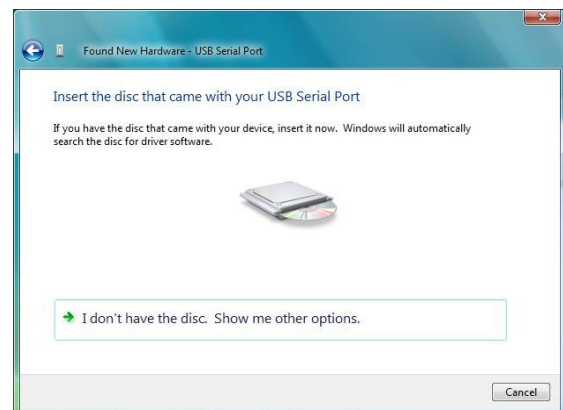 Found New Hardware - USB Serial Port
Insert the disc that came with your USB Serial Port
If you have the disc that came with your device, insert it now. Windows will automatically
search the disc for driver software.
I don't have the disc. Show me other options.
Cancel